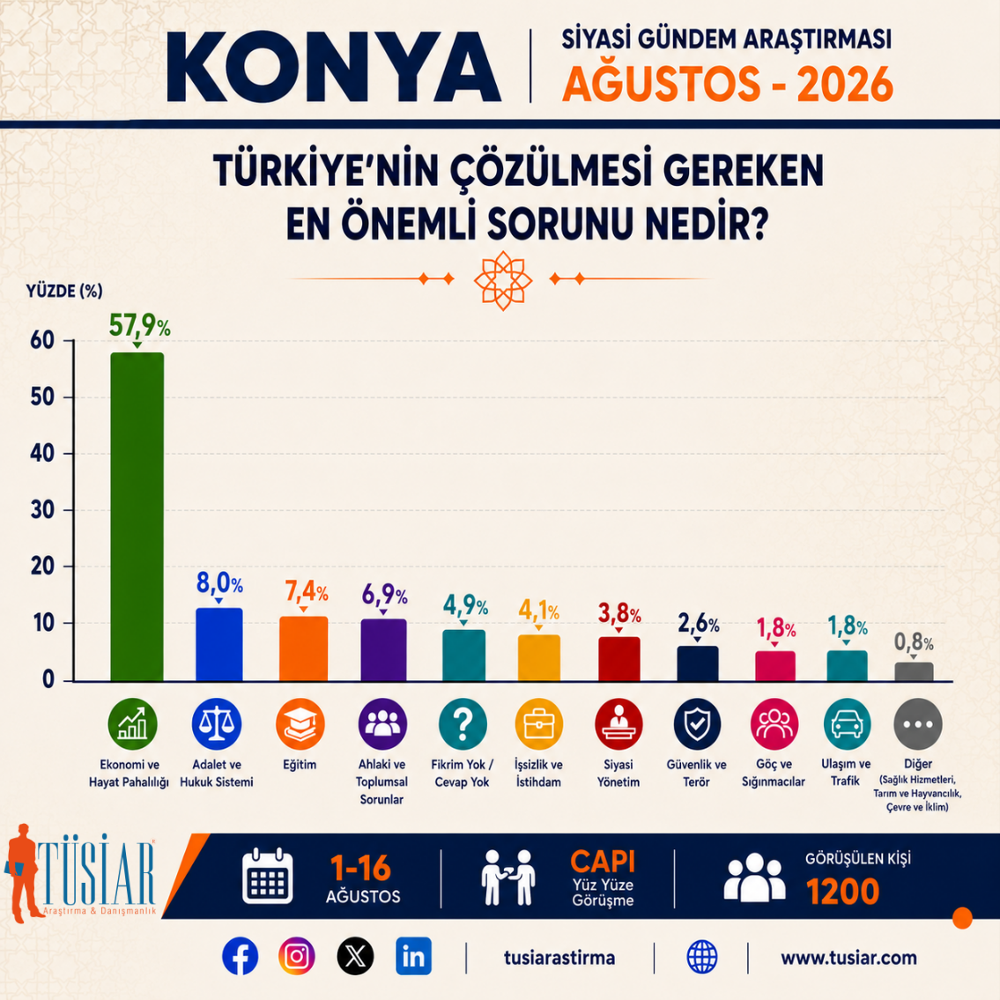 KONYA
SİYASİ GÜNDEM ARAŞTIRMASI
AĞUSTOS - 2026
TÜRKİYE'NİN ÇÖZÜLMESİ GEREKEN
EN ÖNEMLİ SORUNU NEDİR?
YÜZDE (%)
60
50
40
30
20
10
0
57,9%
8,0%
7,4%
6,9%
4,9%
4,1%
3,8%
2,6%
1,8%
1,8%
0,8%
Ekonomi ve
Hayat Pahalılığı
Adalet ve
Hukuk Sistemi
Eğitim
Ahlaki ve
Toplumsal
Sorunlar
Fikrim Yok /
Cevap Yok
İşsizlik ve
İstihdam
Siyasi
Yönetim
Güvenlik ve
Terör
Göç ve
Sığınmacılar
Ulaşım ve
Trafik
Diğer
(Sağlık Hizmetleri,
Tarım ve Hayvancılık,
Çevre ve İklim)
TÜSİAR
Araştırma & Danışmanlık
1-16
AĞUSTOS
CAPI
Yüz Yüze
Görüşme
GÖRÜŞÜLEN KİŞİ
1200
tusiarastirma
www.tusiar.com